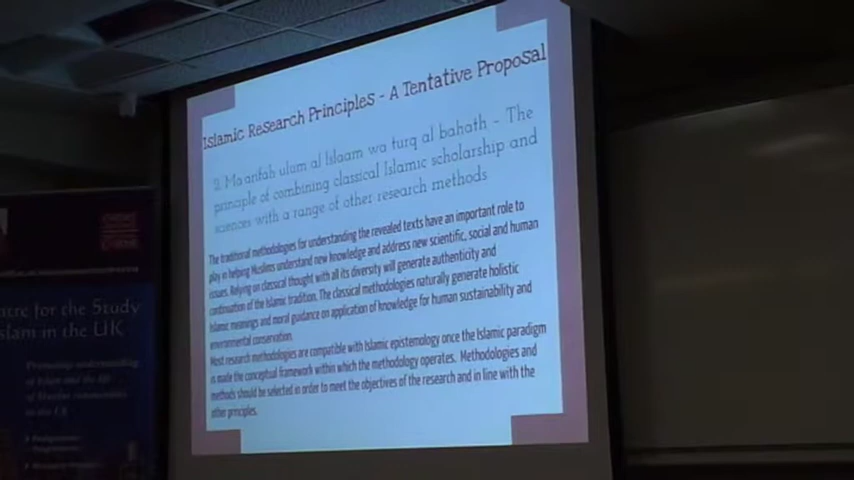 Islamic Research Principles - A Tentative Proposal
Ma'arifah ulum al Islaam wa turq al bahath - The
principle of combining classical Islamic scholarship and
sciences with a range of other research methods
The traditional methodologies for understanding the revealed texts have an important role to
play in helping Muslims understand new knowledge and address new scientific, social and human
issues. Relying on classical thought with all its diversity will generate authenticity and
continuation of the Islamic tradition. The classical methodologies naturally generate holistic
Islamic meanings and moral guidance on application of knowledge for human sustainability and
environmental conservation.
Most research methodologies are compatible with Islamic epistemology once the Islamic paradigm
is made the conceptual framework within which the methodology operates. Methodologies and
methods should be selected in order to meet the objectives of the research and in line with the
other principles.
ntre for the Study
slam in the UK
Promoting understanding
of Islam and the
of Muslim communities
in the UK